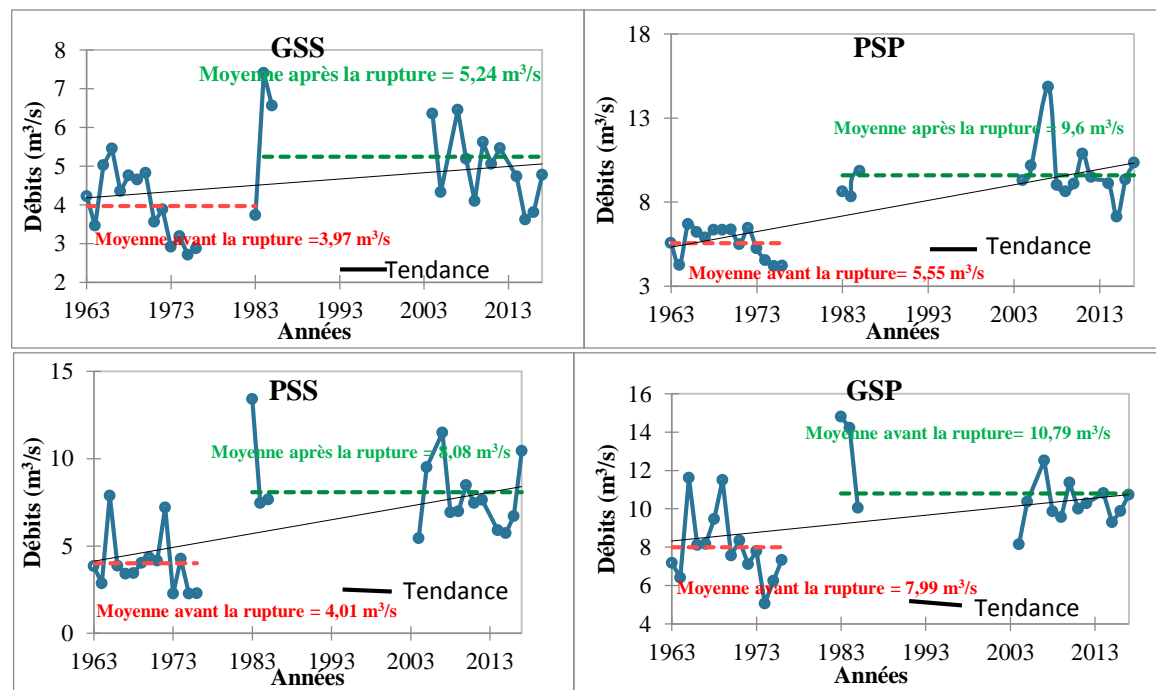 GSS
Moyenne après la rupture = 5,24 m³/s
Débits (m³/s)
8
7
6
5
4
3
2
Moyenne avant la rupture =3,97 m³/s
Tendance
1963 1973 1983 1993 2003 2013
Années
PSP
Moyenne après la rupture = 9,6 m³/s
Débits (m³/s)
18
13
8
3
Tendance
Moyenne avant la rupture= 5,55 m³/s
1963 1973 1983 1993 2003 2013
Années
PSS
Moyenne après la rupture = 8,08 m³/s
Débits (m³/s)
15
10
5
0
Tendance
Moyenne avant la rupture = 4,01 m³/s
1963 1973 1983 1993 2003 2013
Années
GSP
Moyenne avant la rupture= 10,79 m³/s
Débits (m³/s)
16
14
12
10
8
6
4
Moyenne avant la rupture = 7,99 m³/s
Tendance
1963 1973 1983 1993 2003 2013
Années